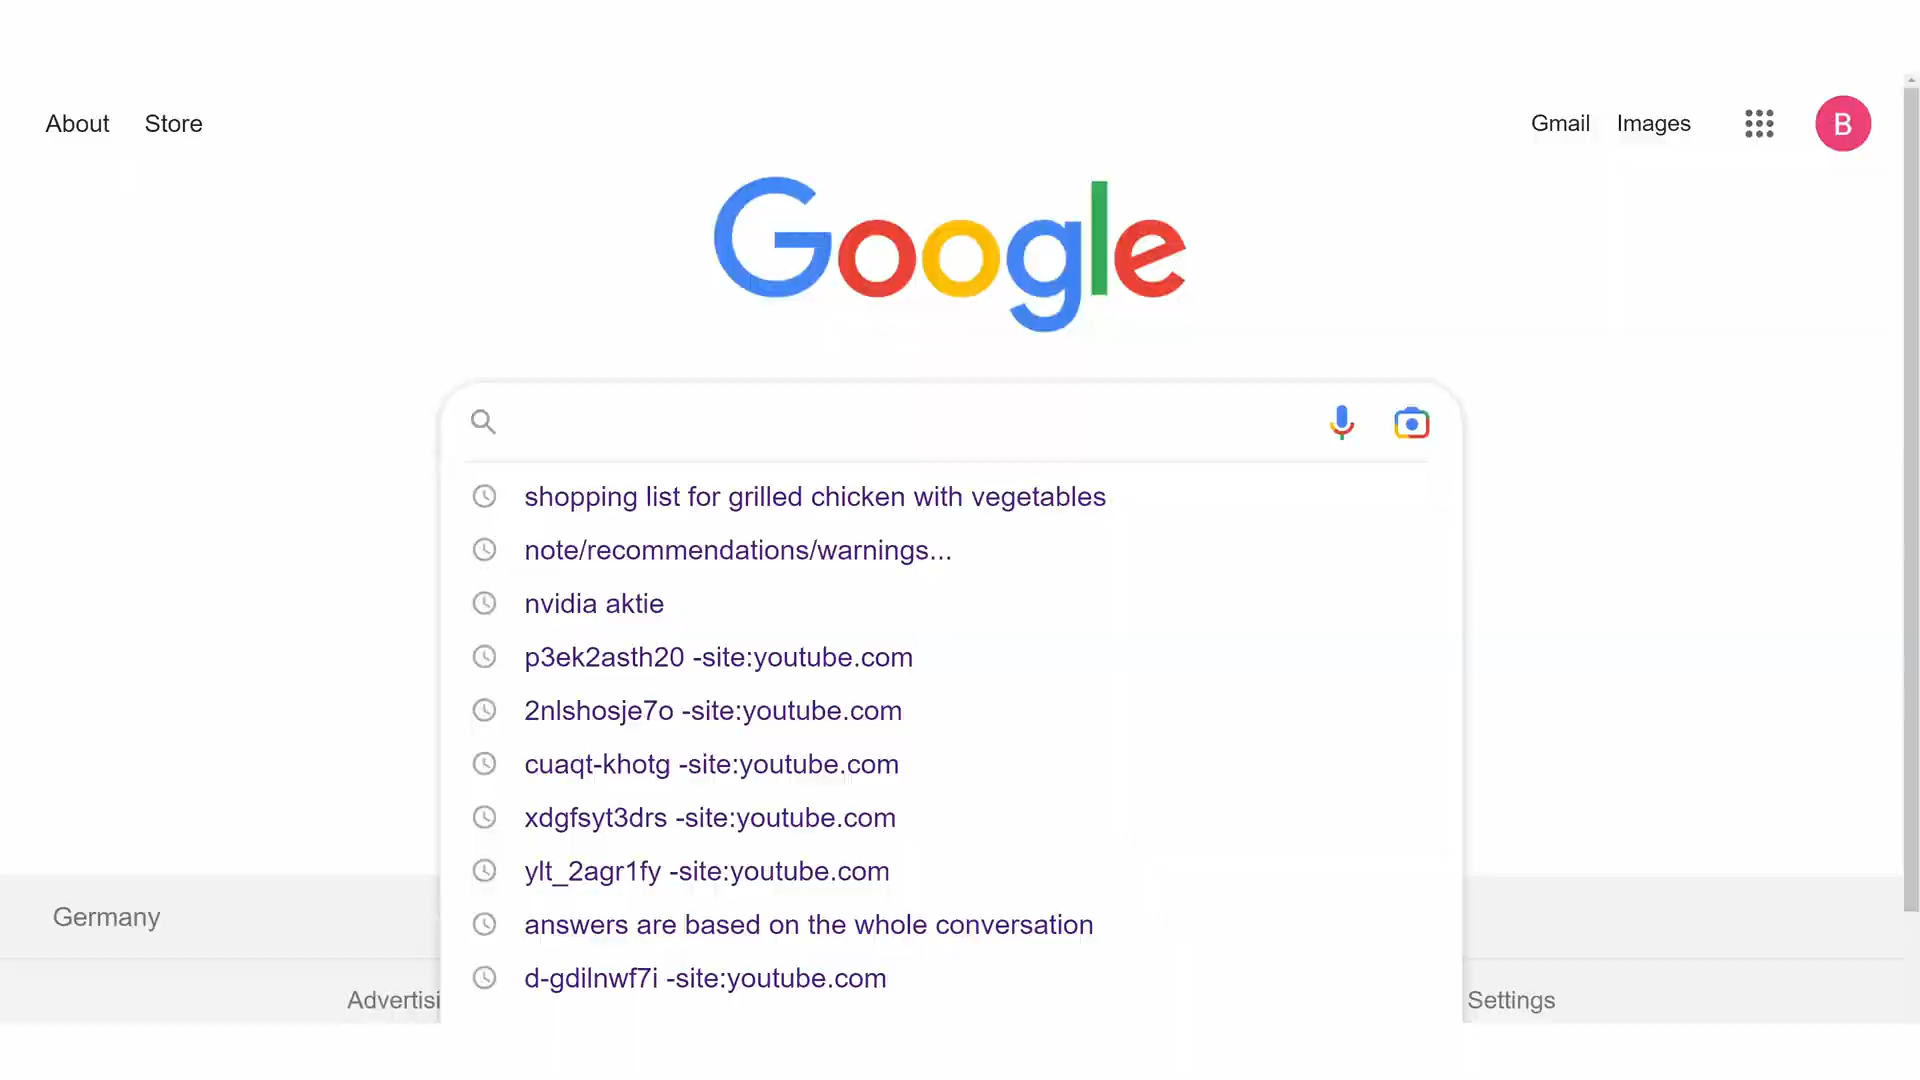 About Store
Gmail Images
B
Google
shopping list for grilled chicken with vegetables
note/recommendations/warnings...
nvidia aktie
p3ek2asth20 -site:youtube.com
2nlshosje7o -site:youtube.com
cuaqt-khotg -site:youtube.com
xdgfsyt3drs -site:youtube.com
ylt_2agr1fy -site:youtube.com
answers are based on the whole conversation
d-gdilnwf7i -site:youtube.com
Germany
Advertisi
Settings